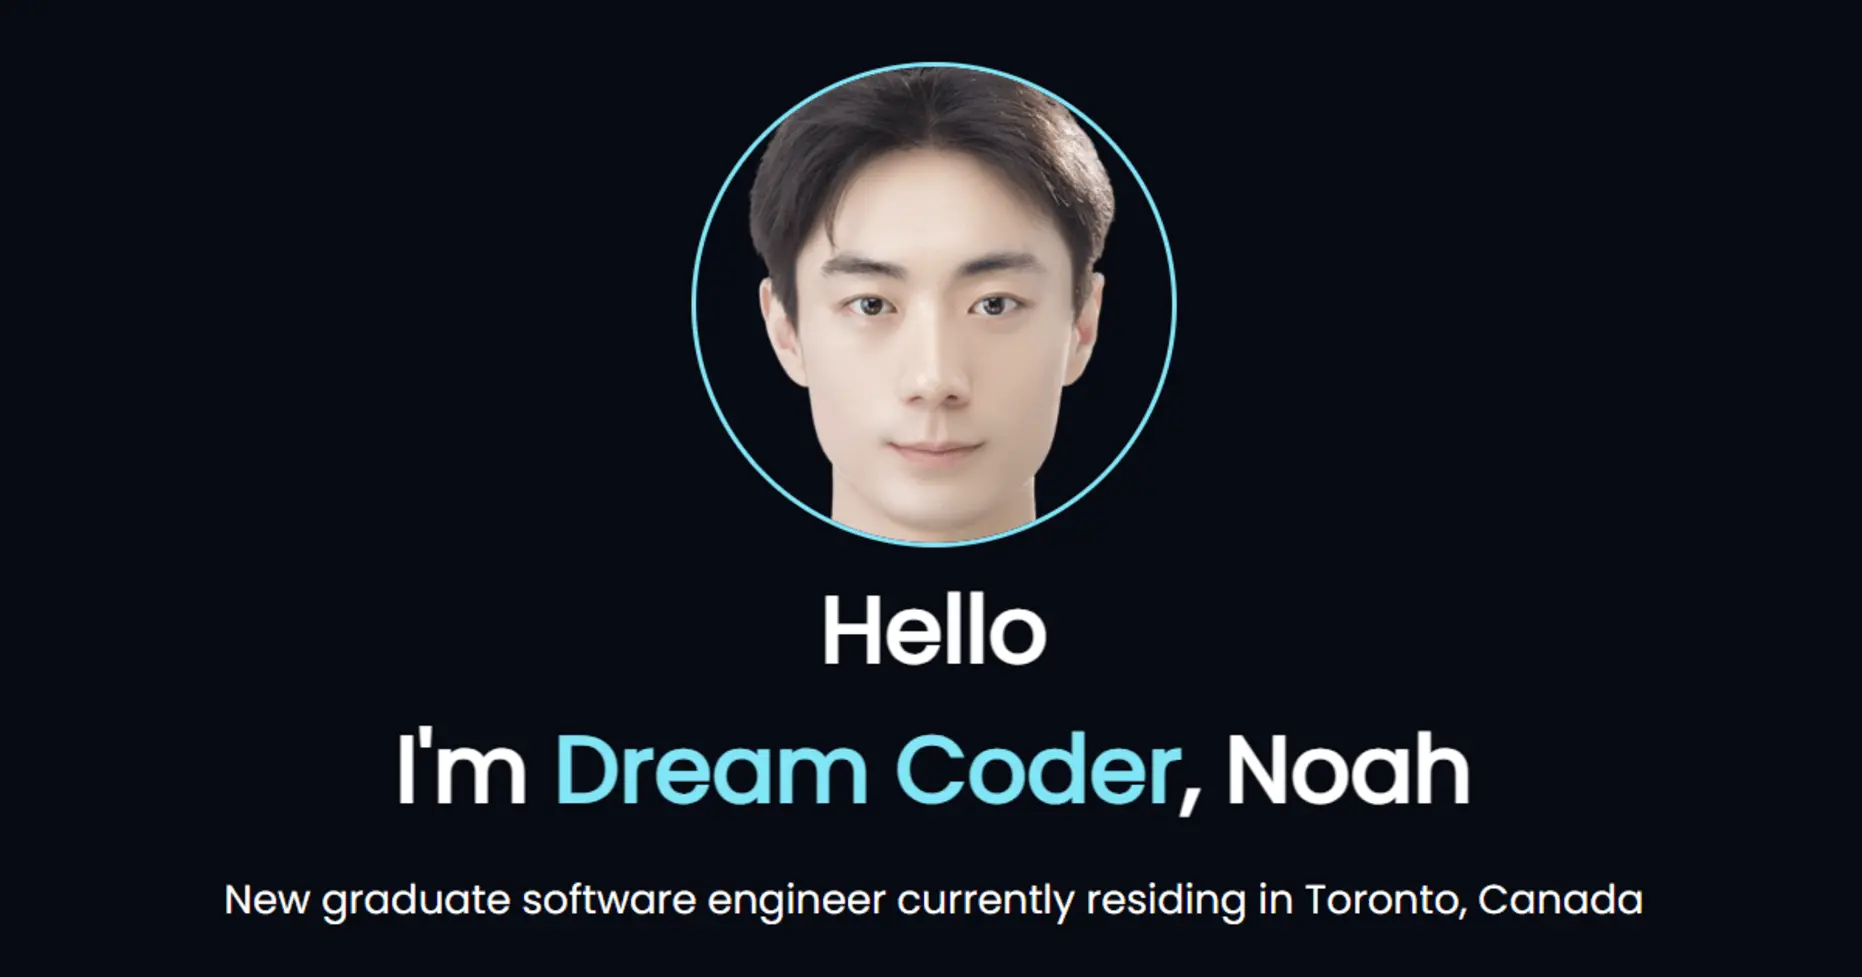 Hello
I'm Dream Coder, Noah
New graduate software engineer currently residing in Toronto, Canada